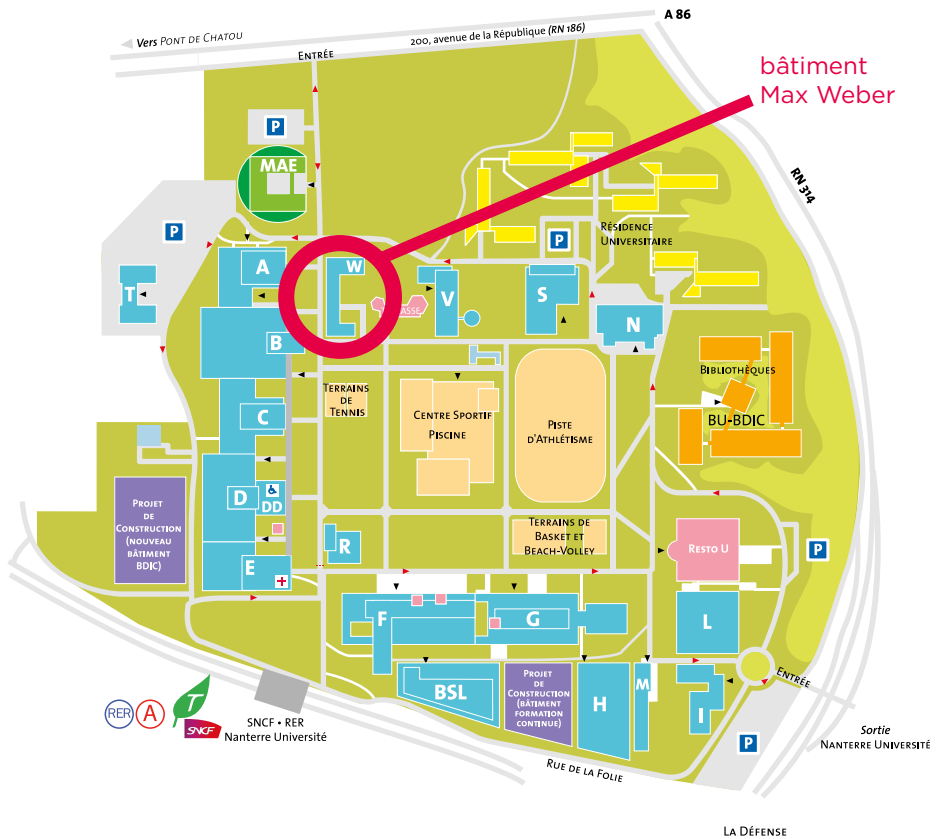 A 86
Vers PONT DE CHATOU
200, avenue de la République (RN 186)
ENTRÉE
bâtiment
Max Weber
P
MAE
RN 314
P
RÉSIDENCE
UNIVERSITAIRE
P
A
W
T
V
S
N
B
BIBLIOTHÈQUES
BU-BDIC
TERRAINS
DE
TENNIS
CENTRE SPORTIF
PISCINE
PISTE
D'ATHLÉTISME
C
D
DD
PROJET
DE
CONSTRUCTION
(NOUVEAU
BÂTIMENT
BDIC)
TERRAINS DE
BASKET ET
BEACH-VOLLEY
R
RESTO U
P
E
F
G
L
BSL
PROJET
DE
CONSTRUCTION
(BÂTIMENT
FORMATION
CONTINUE)
H
M
I
ENTRÉE
P
RER
A
T
SNCF
SNCF • RER
Nanterre Université
Sortie
NANTERRE UNIVERSITÉ
RUE DE LA FOLIE
LA DÉFENSE